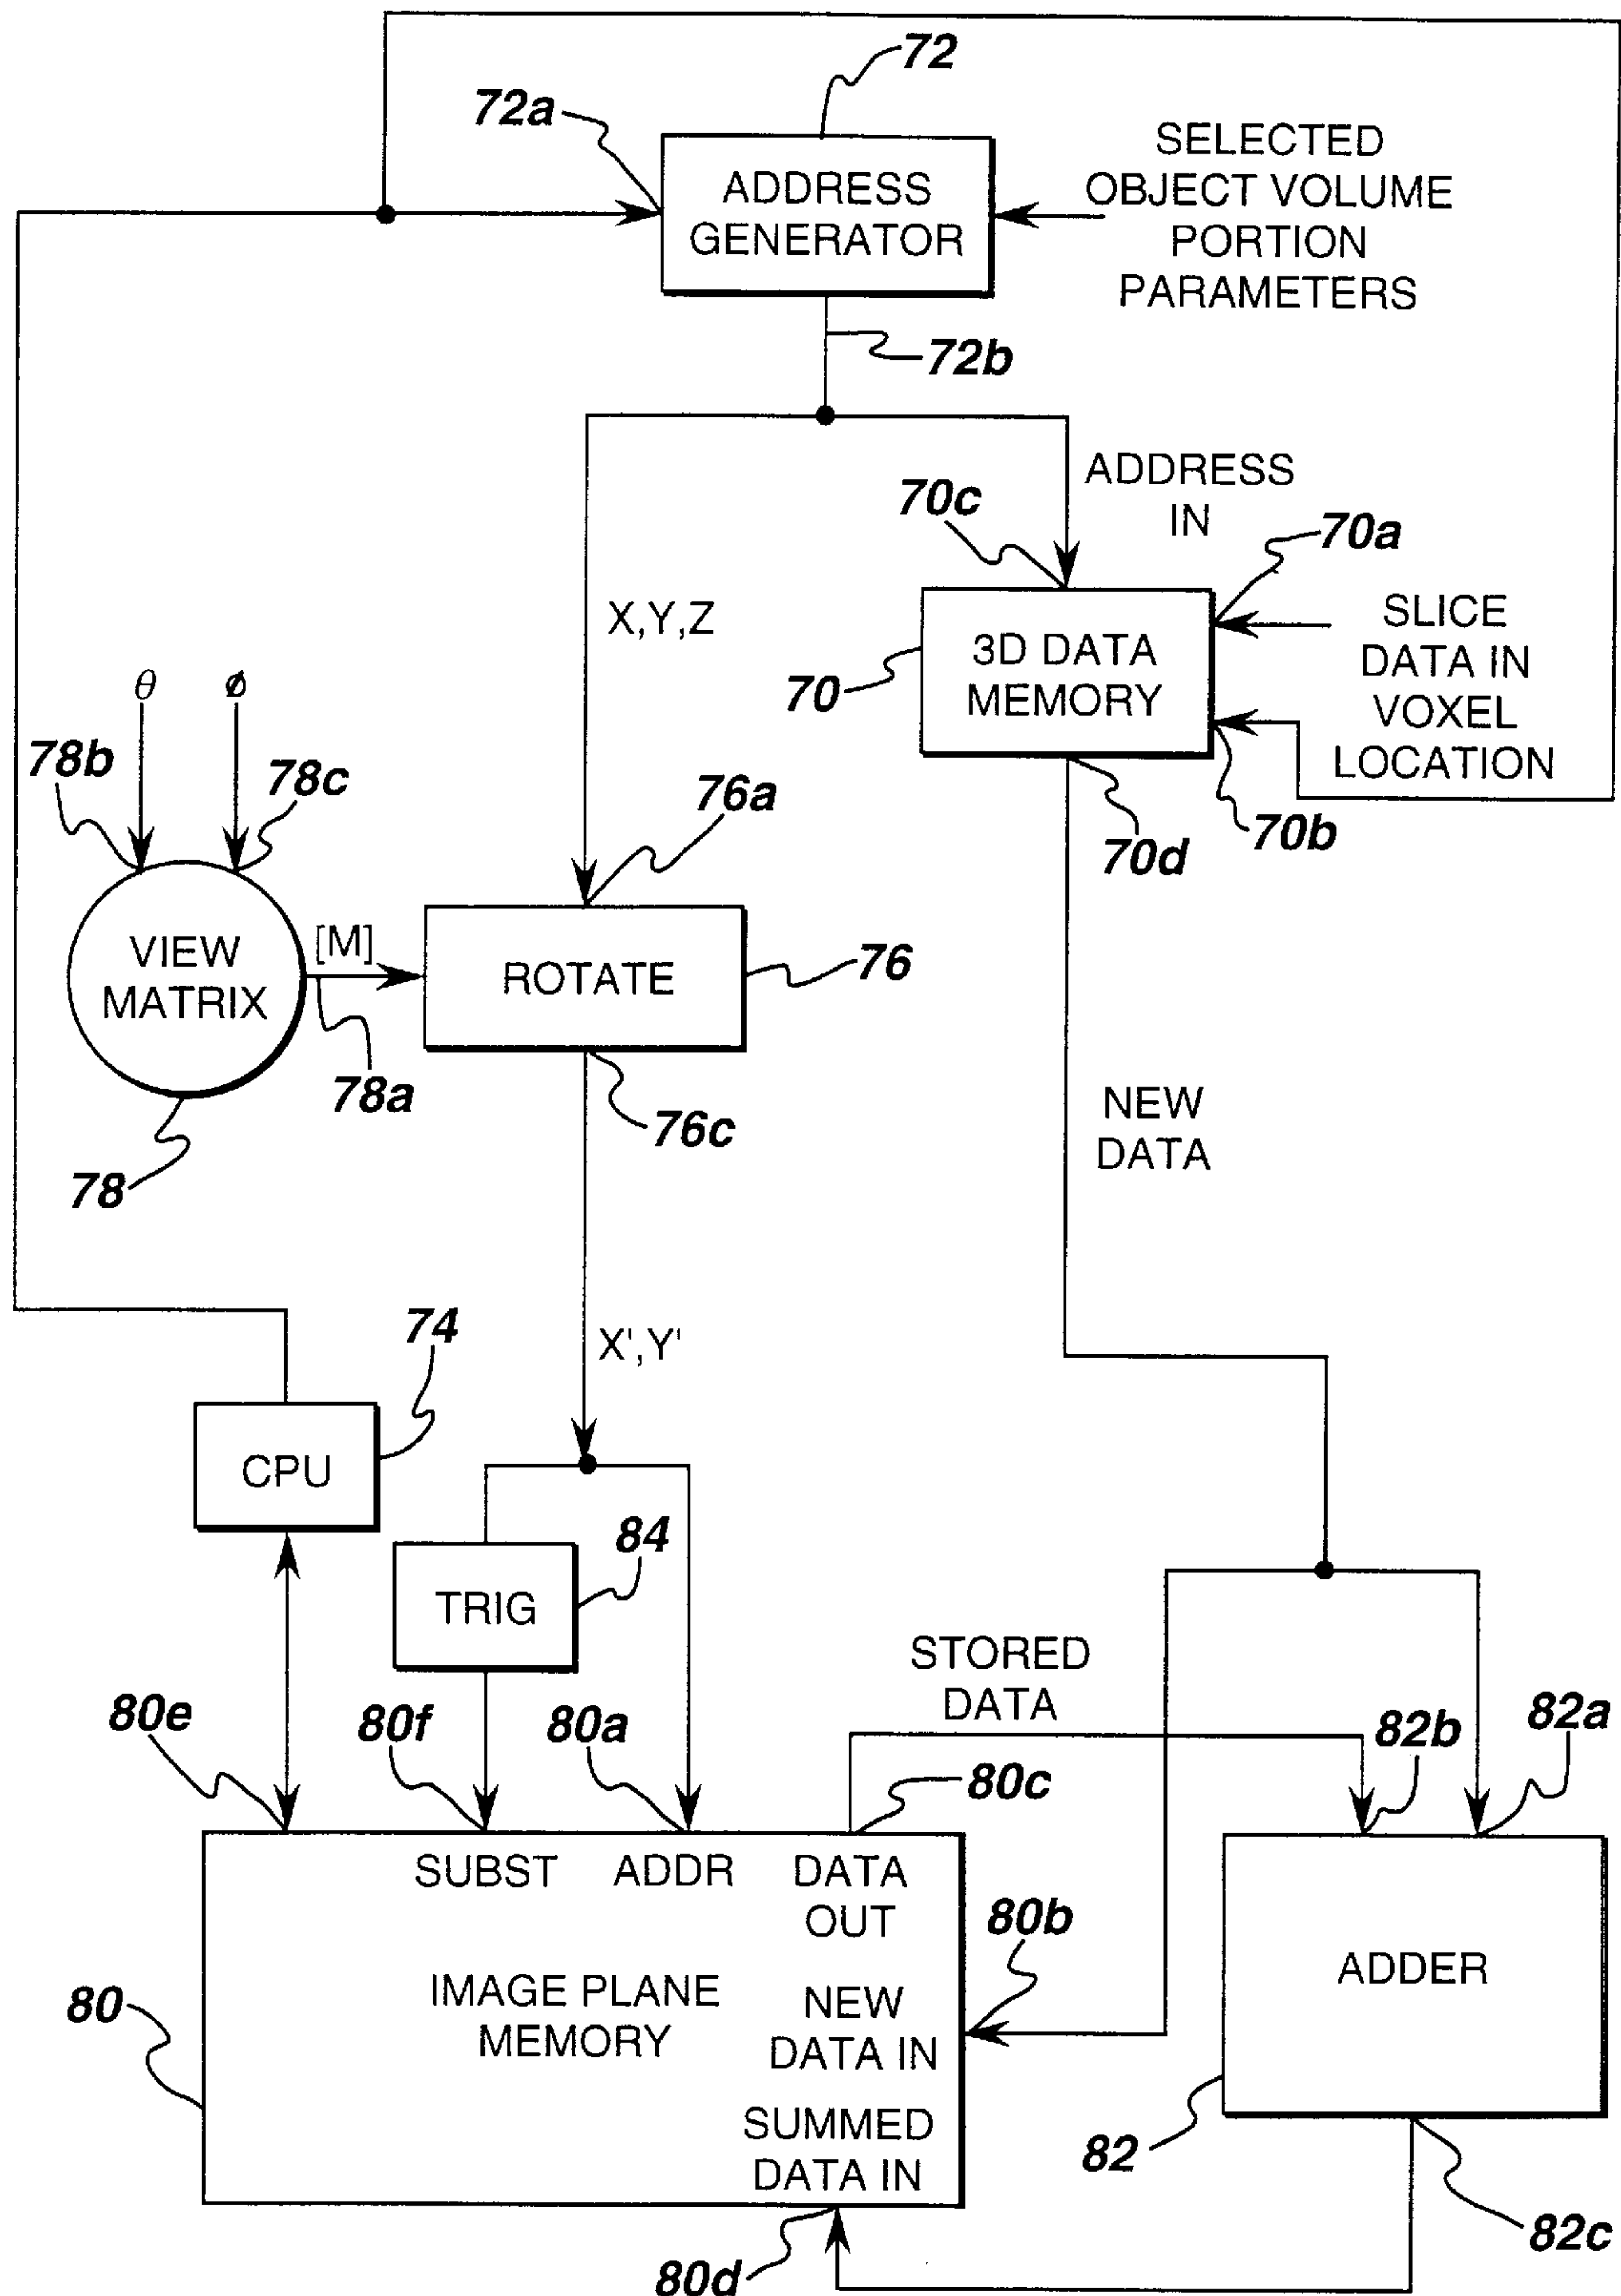 72
72a
ADDRESS
GENERATOR
SELECTED
OBJECT VOLUME
PORTION
PARAMETERS
72b
ADDRESS
IN
70c
70a
X,Y,Z
3D DATA
MEMORY
70
SLICE
DATA IN
VOXEL
LOCATION
θ
ø
78b
78c
76a
70d
70b
VIEW
MATRIX
[M]
ROTATE
76
78a
76c
78
NEW
DATA
74
X',Y'
CPU
84
TRIG
STORED
DATA
80e
80f
80a
80c
82b
82a
SUBST
ADDR
DATA
OUT
80b
80
IMAGE PLANE
MEMORY
NEW
DATA IN
ADDER
SUMMED
DATA IN
82
82c
80d